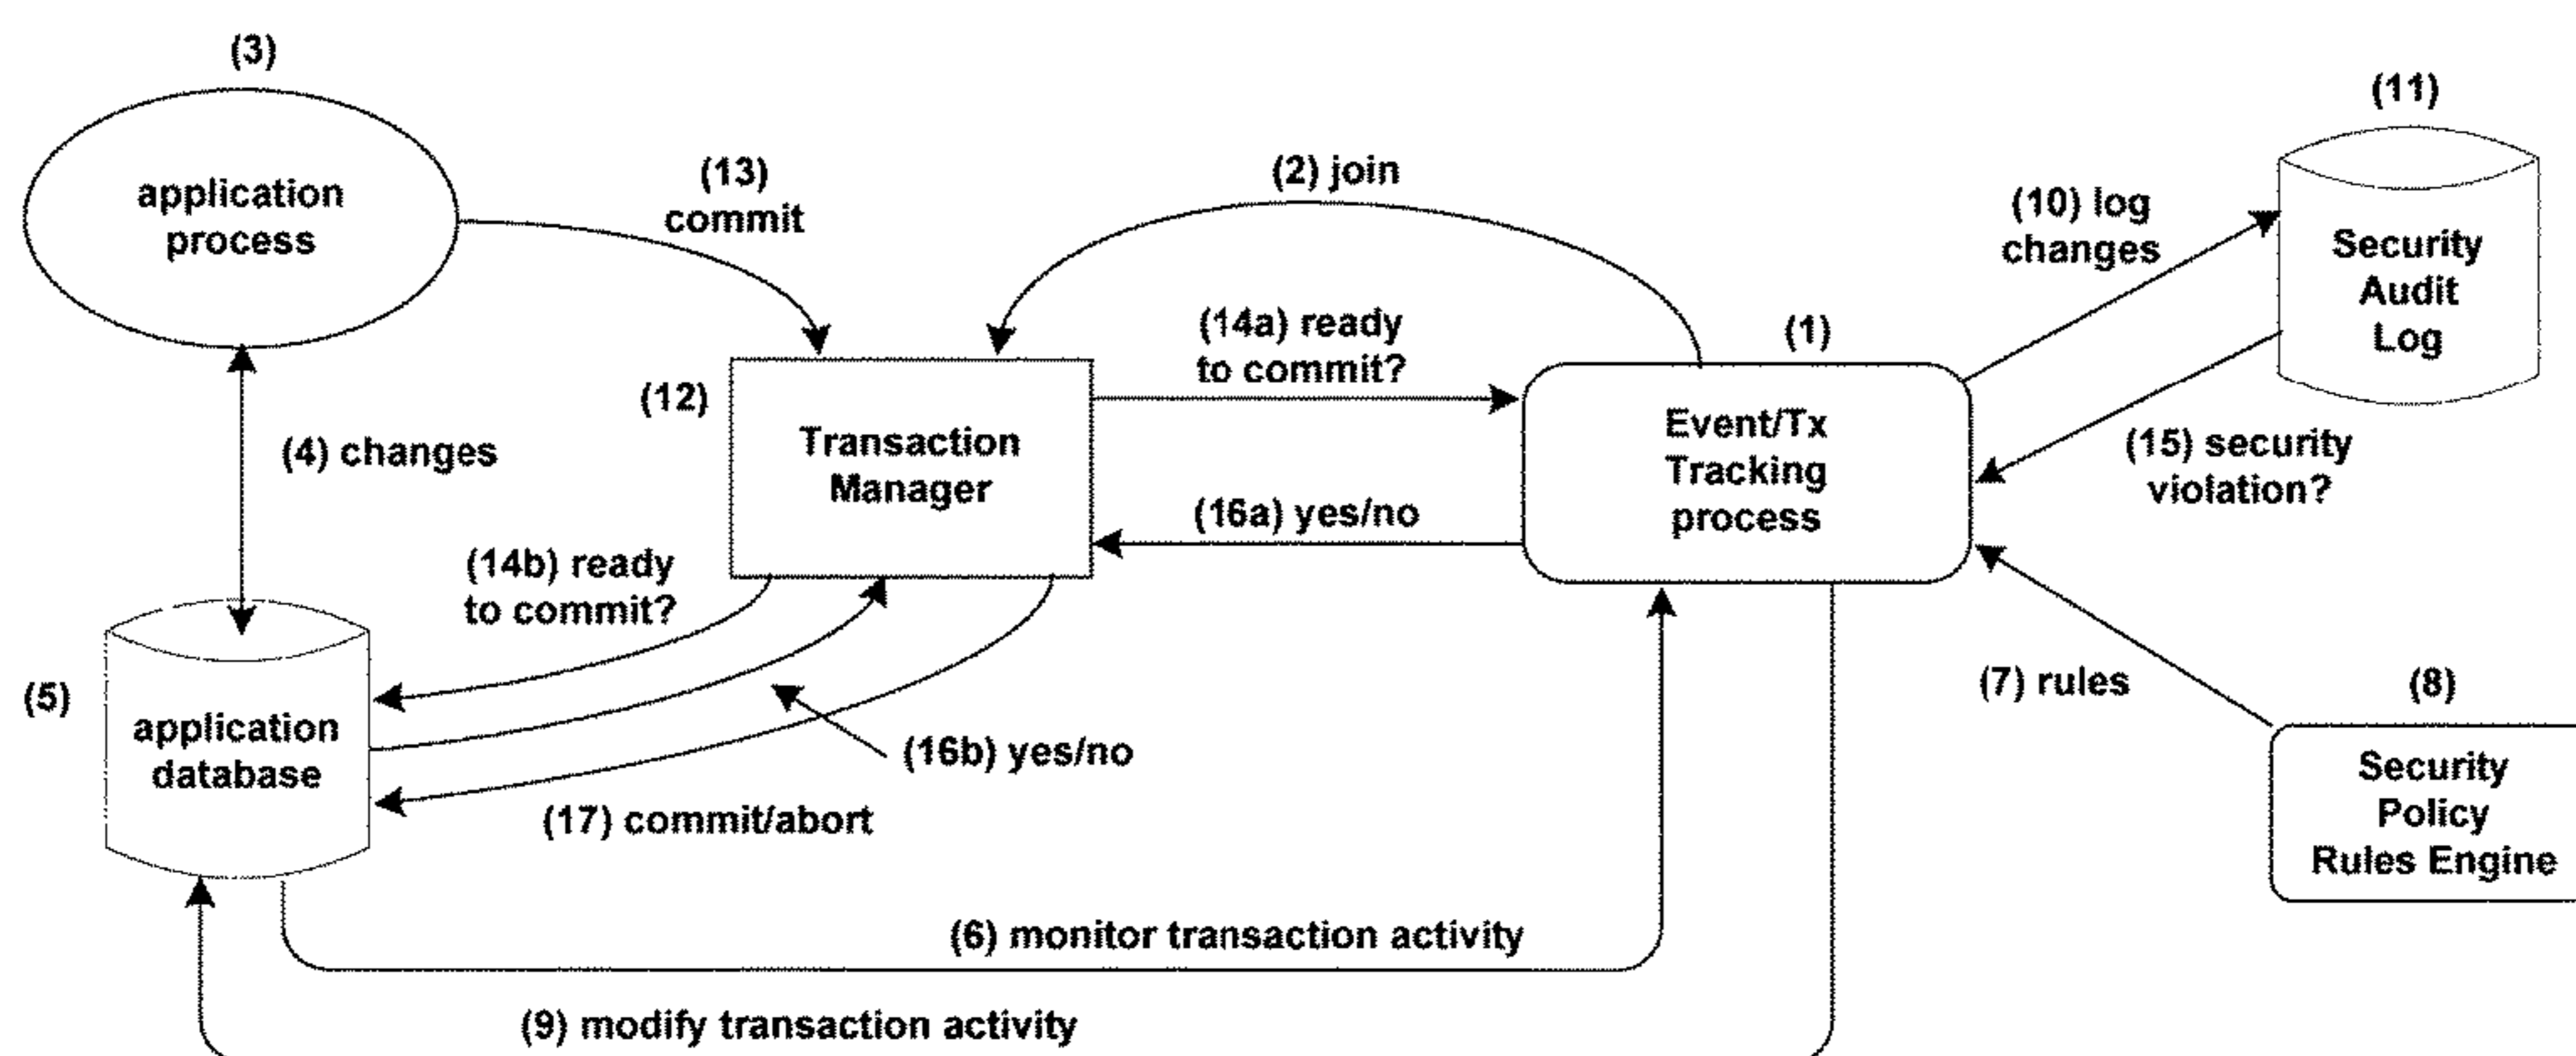 (3)
application
process
(13)
commit
(2) join
(11)
(10) log
changes
Security
Audit
Log
(14a) ready
to commit?
(1)
(12)
Transaction
Manager
Event/Tx
Tracking
process
(4) changes
(15) security
violation?
(16a) yes/no
(14b) ready
to commit?
(5)
application
database
(16b) yes/no
(17) commit/abort
(7) rules
(8)
Security
Policy
Rules Engine
(6) monitor transaction activity
(9) modify transaction activity